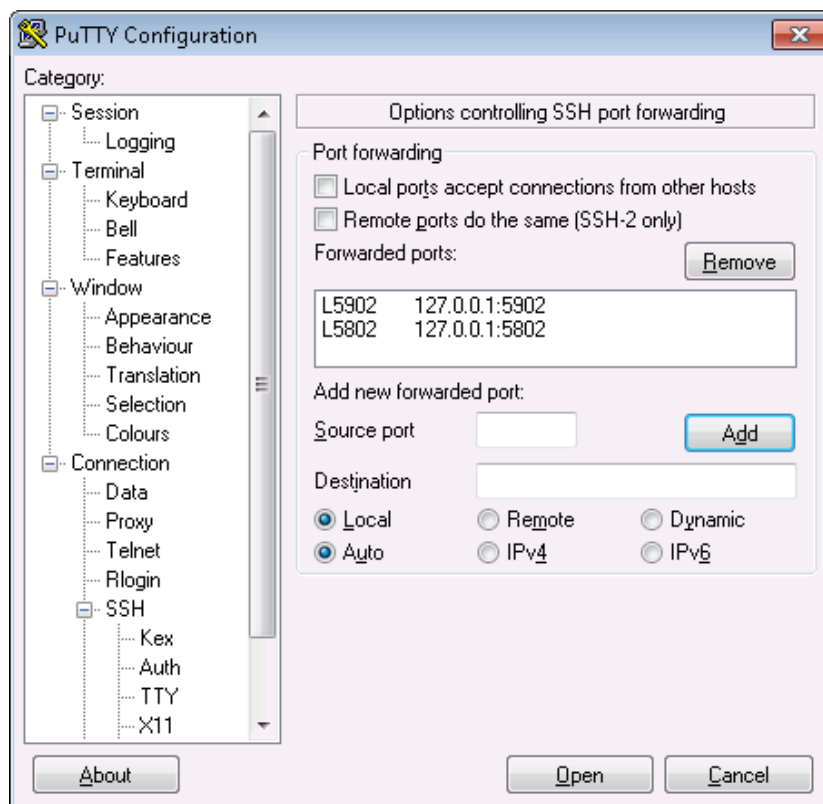 PuTTY Configuration
Category:
Session
Logging
Terminal
Keyboard
Bell
Features
Window
Appearance
Behaviour
Translation
Selection
Colours
Connection
Data
Proxy
Telnet
Rlogin
SSH
Kex
Auth
TTY
X11
Options controlling SSH port forwarding
Port forwarding
Local ports accept connections from other hosts
Remote ports do the same (SSH-2 only)
Forwarded ports:
Remove
L5902 127.0.0.1:5902
L5802 127.0.0.1:5802
Add new forwarded port:
Source port
Add
Destination
Local Remote Dynamic
Auto IPv4 IPv6
About
Open
Cancel